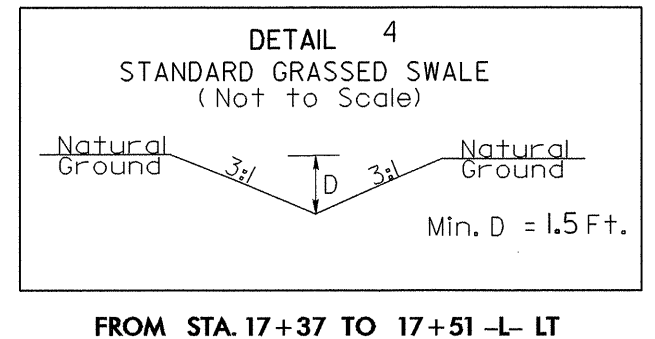 DETAIL 4
STANDARD GRASSED SWALE
(Not to Scale)
Natural
Ground
3:1
D
3:1
Natural
Ground
Min. D = 1.5 Ft.
FROM STA. 17+37 TO 17+51 -L- LT